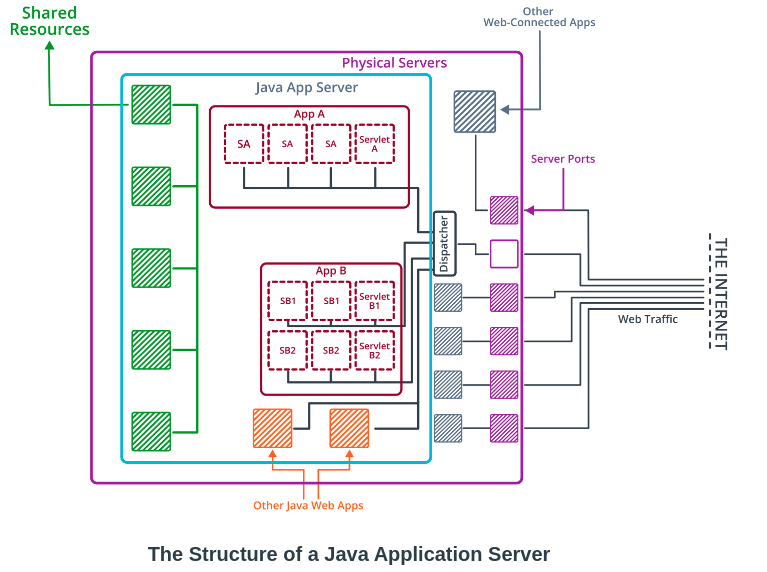 Shared
Resources
Other
Web-Connected Apps
Physical Servers
Java App Server
App A
SA
SA
SA
Servlet
A
Server Ports
Dispatcher
THE INTERNET
App B
SB1
SB1
Servlet
B1
SB2
SB2
Servlet
B2
Web Traffic
Other Java Web Apps
The Structure of a Java Application Server